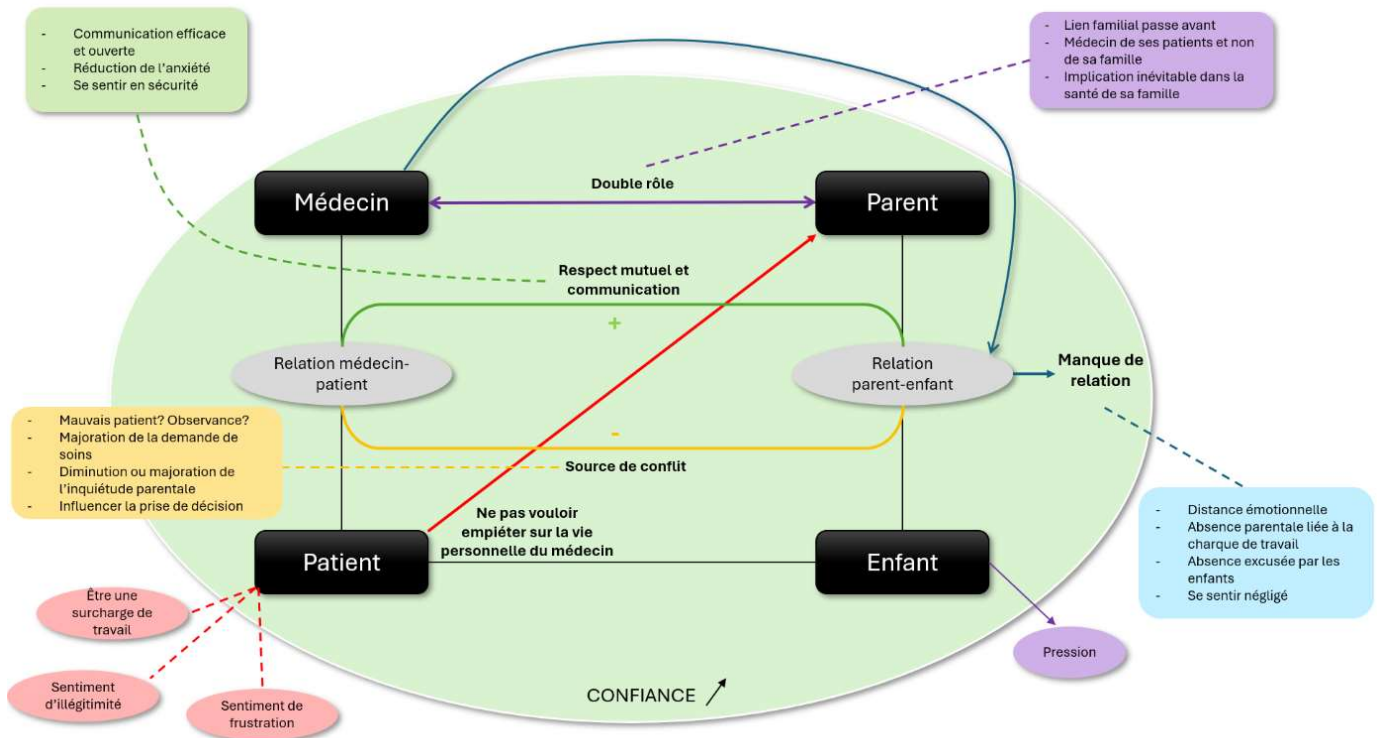 - Communication efficace
et ouverte
- Réduction de l'anxiété
- Se sentir en sécurité
- Lien familial passe avant
- Médecin de ses patients et non
de sa famille
- Implication inévitable dans la
santé de sa famille
Médecin
Double rôle
Parent
Respect mutuel et
communication
+
Relation médecin-
patient
Relation
parent-enfant
Manque de
relation
- Mauvais patient? Observance?
- Majoration de la demande de
soins
- Diminution ou majoration de
l'inquiétude parentale
- Influencer la prise de décision
-
Source de conflit
Ne pas vouloir
empiéter sur la vie
personnelle du médecin
Patient
Enfant
- Distance émotionnelle
- Absence parentale liée à la
charque de travail
- Absence excusée par les
enfants
- Se sentir négligé
Être une
surcharge de
travail
Sentiment
d'illégitimité
Sentiment de
frustration
Pression
CONFIANCE